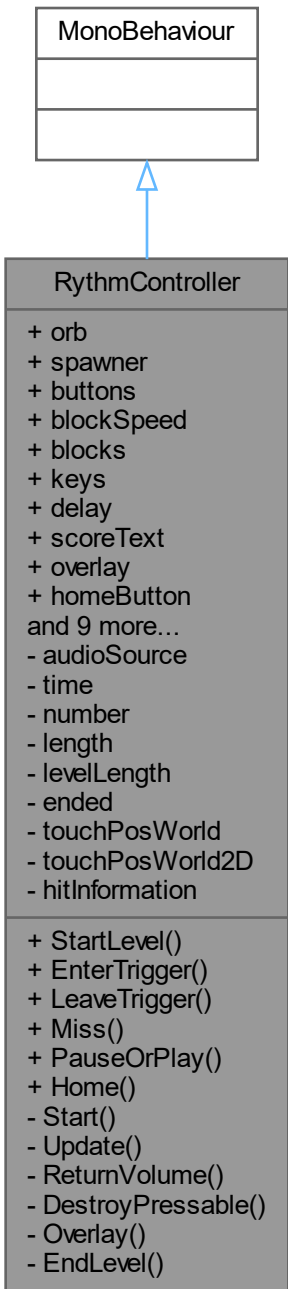 MonoBehaviour
RythmController
+ orb
+ spawner
+ buttons
+ blockSpeed
+ blocks
+ keys
+ delay
+ scoreText
+ overlay
+ homeButton
and 9 more...
- audioSource
- time
- number
- length
- levelLength
- ended
- touchPosWorld
- touchPosWorld2D
- hitInformation
+ StartLevel()
+ EnterTrigger()
+ LeaveTrigger()
+ Miss()
+ PauseOrPlay()
+ Home()
- Start()
- Update()
- ReturnVolume()
- DestroyPressable()
- Overlay()
- EndLevel()